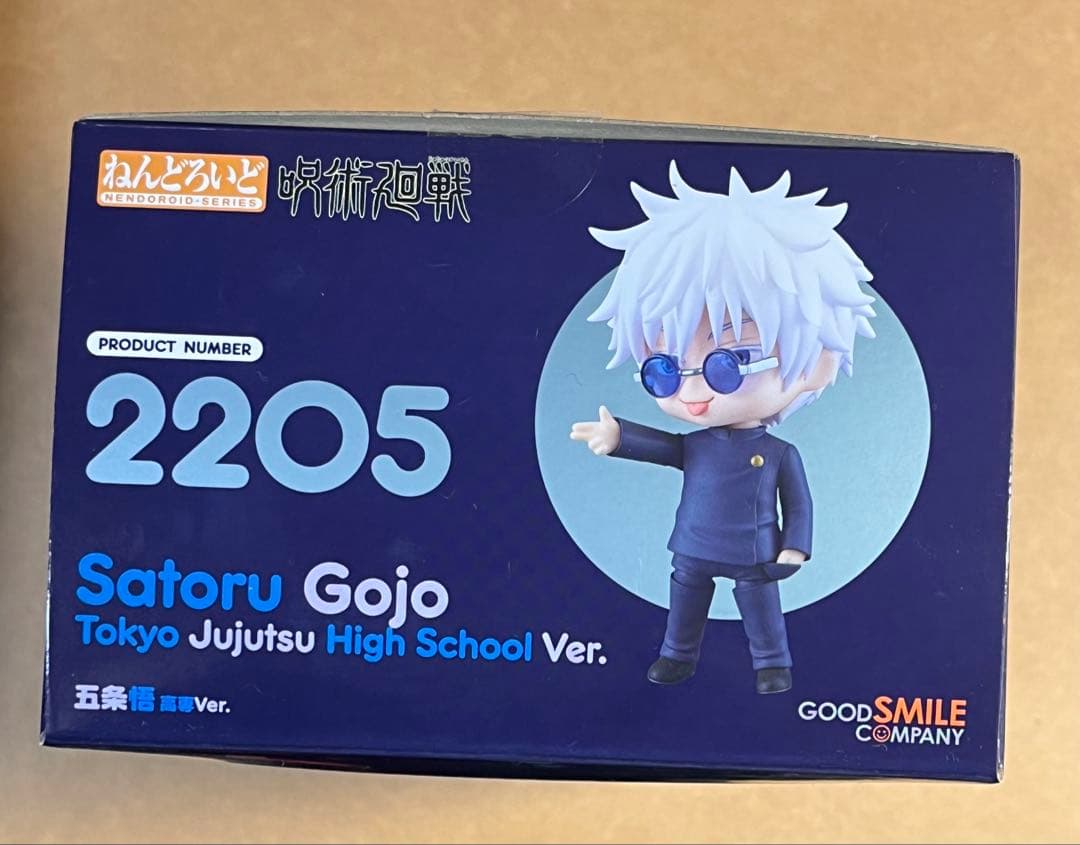 ねんどろいど
NENDOROID・SERIES
呪術廻戦
PRODUCT NUMBER
2205
Satoru Gojo
Tokyo Jujutsu High School Ver.
五条悟 高専Ver.
GOOD SMILE
COMPANY